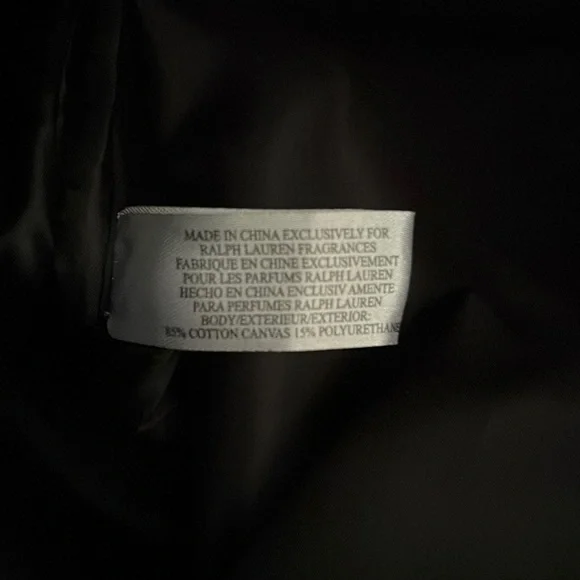 MADE IN CHINA EXCLUSIVELY FOR
RALPH LAUREN FRAGRANCES
FABRIQUE EN CHINE EXCLUSIVEMENT
POUR LES PARFUMS RALPH LAUREN
HECHO EN CHINA EXCLUSIV AMENTE
PARA PERFUMES RALPH LAUREN
BODY/EXTERIEUR/EXTERIOR:
85% COTTON CANVAS 15% POLYURETHANE